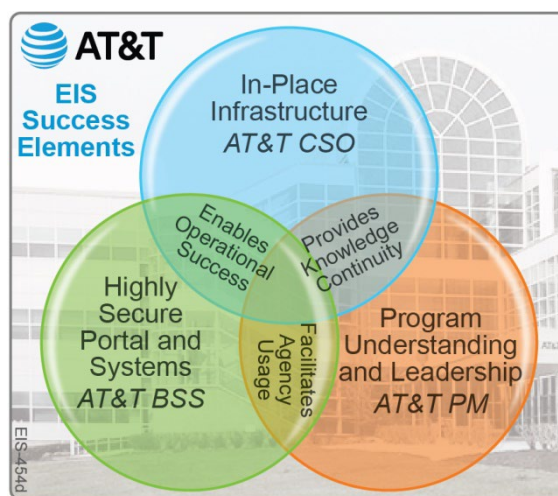 AT&T
EIS
Success
Elements
In-Place
Infrastructure
AT&T CSO
Enables
Operational
Success
Provides
Knowledge
Continuity
Highly
Secure
Portal and
Systems
AT&T BSS
Facilitates
Agency
Usage
Program
Understanding
and Leadership
AT&T PM
EIS-454d